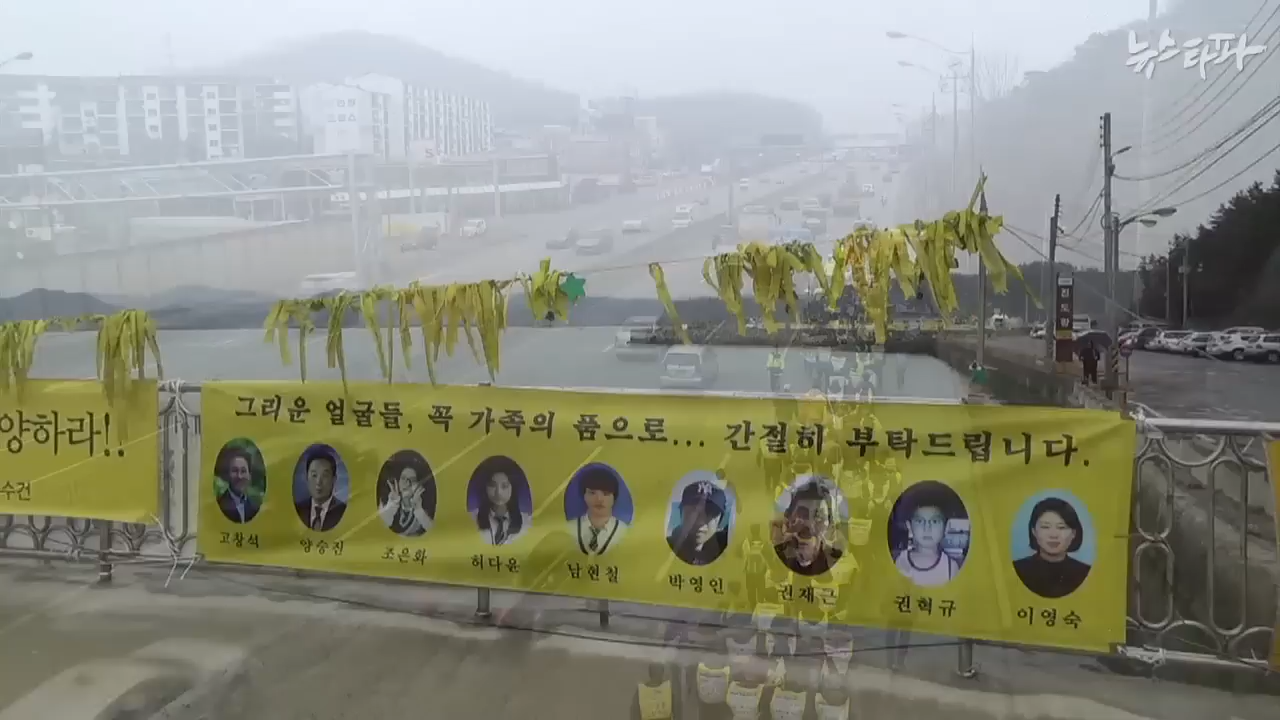 뉴스타파
그리운 얼굴들, 꼭 가족의 품으로... 간절히 부탁드립니다.
양하라!!
수건
고창석
양승진
조은화
허다윤
남현철
박영인
권재근
권혁규
이영숙
진도항